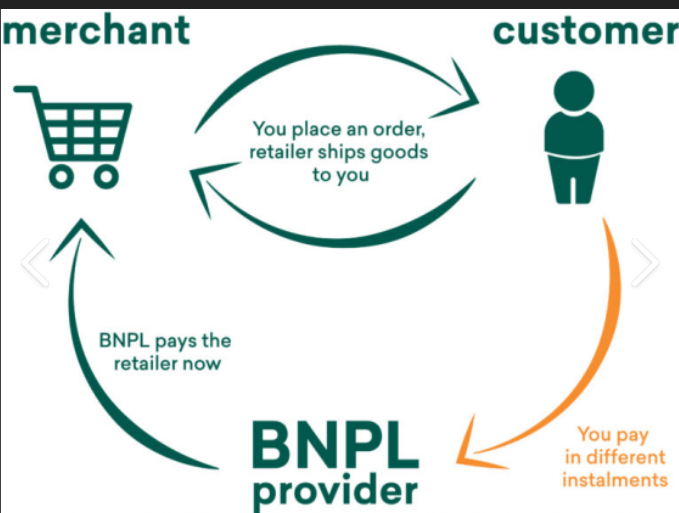 merchant
customer
You place an order,
retailer ships goods
to you
BNPL pays the
retailer now
BNPL
provider
You pay
in different
instalments